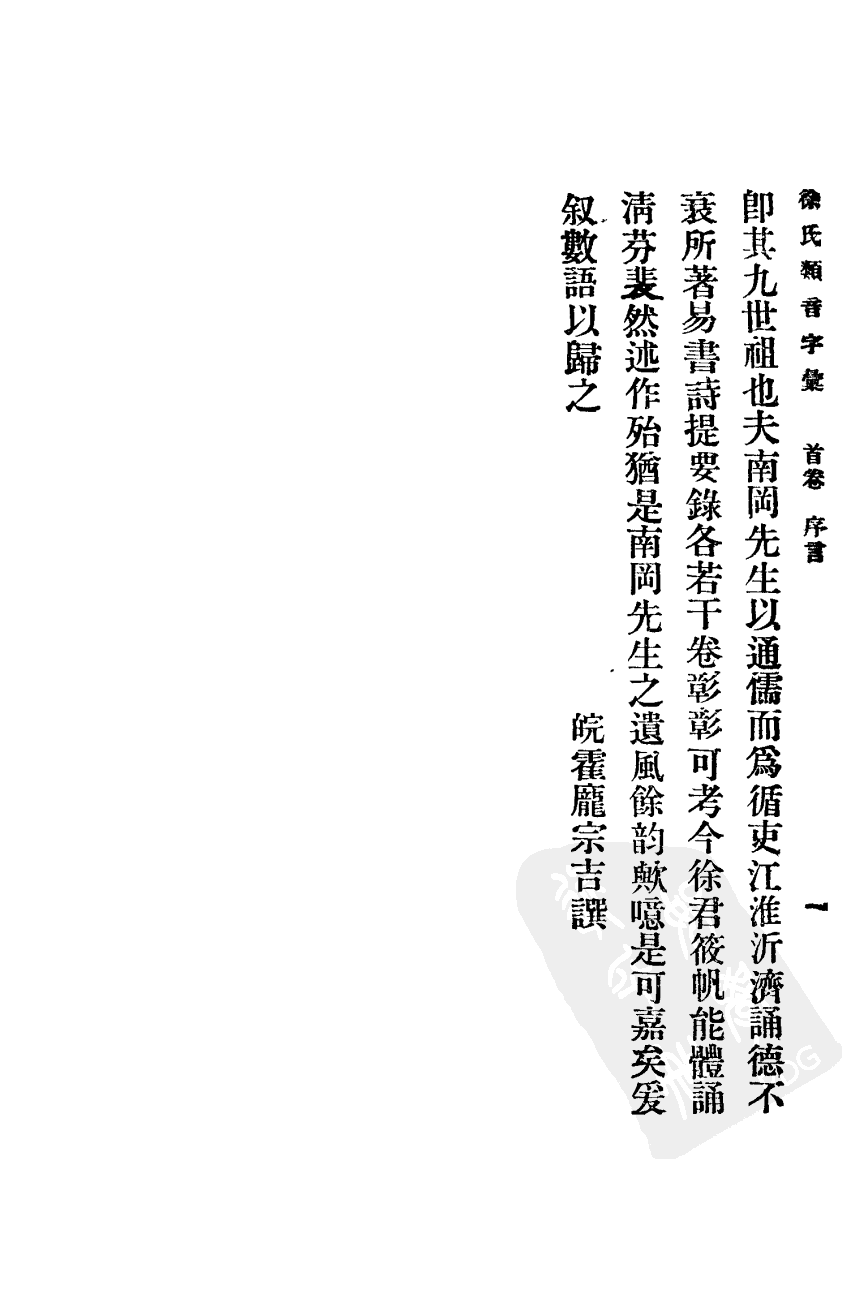 徐氏類音字彙　首卷　序言　一
卽其九世祖也夫南岡先生以通儒而爲循吏江淮沂濟誦德不
衰所著易書詩提要錄各若干卷彰彰可考今徐君筱帆能體誦
淸芬裴然述作殆猶是南岡先生之遺風餘韵歟噫是可嘉矣爰
叙數語以歸之
皖霍龐宗吉譔